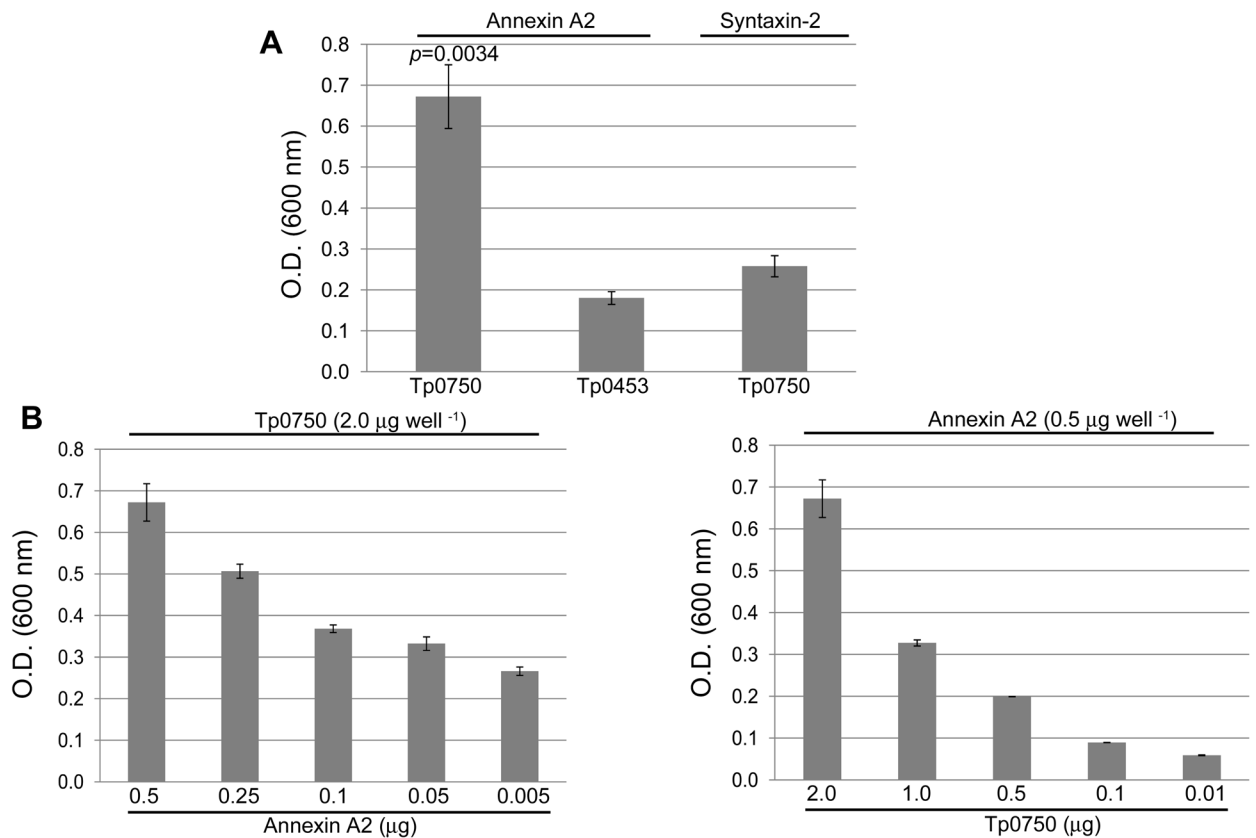 A
Annexin A2 Syntaxin-2
p=0.0034
0.8
0.7
0.6
0.5
0.4
0.3
0.2
0.1
0.0
O.D. (600 nm)
Tp0750 Tp0453 Tp0750
B
Tp0750 (2.0 µg well -1)
0.8
0.7
0.6
0.5
0.4
0.3
0.2
0.1
0.0
O.D. (600 nm)
0.5 0.25 0.1 0.05 0.005
Annexin A2 (µg)
Annexin A2 (0.5 µg well -1)
0.8
0.7
0.6
0.5
0.4
0.3
0.2
0.1
0.0
O.D. (600 nm)
2.0 1.0 0.5 0.1 0.01
Tp0750 (µg)